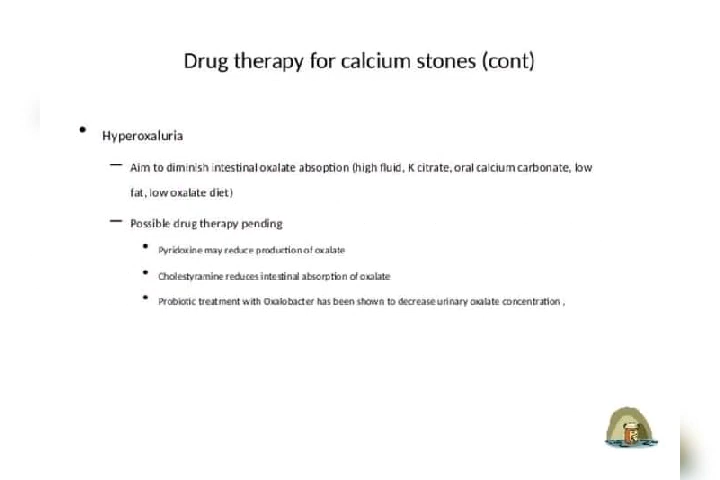 Drug therapy for calcium stones (cont)
• Hyperoxaluria
— Aim to diminish intestinal oxalate absoption (high fluid, K citrate, oral calcium carbonate, low
fat, low oxalate diet)
— Possible drug therapy pending
• Pyridoxine may reduce production of oxalate
• Cholestyramine reduces intestinal absorption of oxalate
• Probiotic treatment with Oxalobacter has been shown to decrease urinary oxalate concentration .